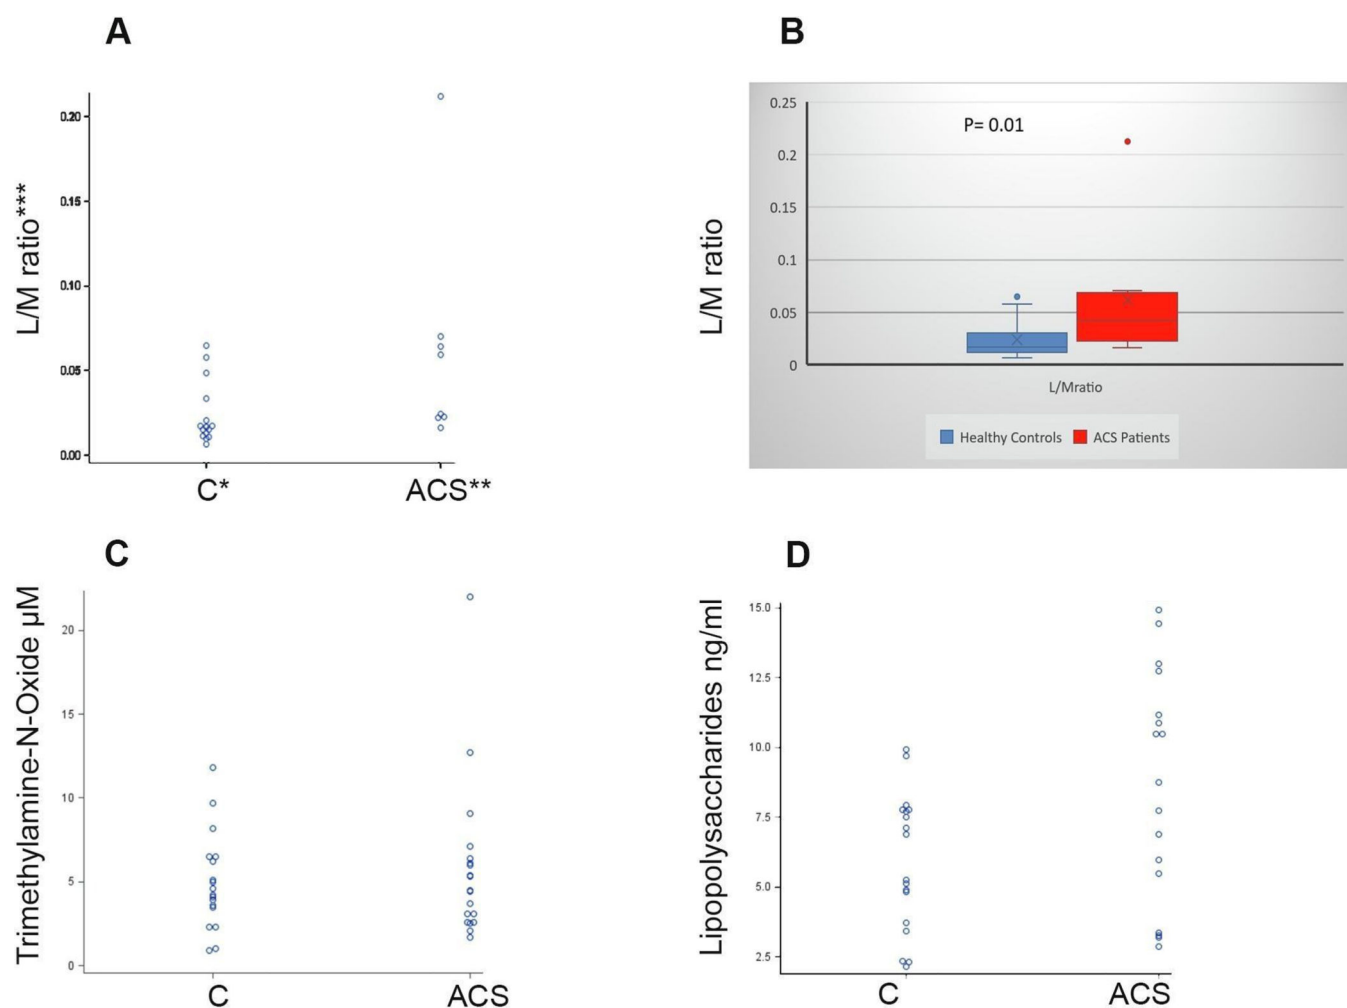 A
L/M ratio***
0.20
0.15
0.10
0.05
0.00
C*
ACS**
B
L/M ratio
0.25
0.2
0.15
0.1
0.05
0
P= 0.01
L/Mratio
Healthy Controls
ACS Patients
C
Trimethylamine-N-Oxide µM
20
15
10
5
0
C
ACS
D
Lipopolysaccharides ng/ml
15.0
12.5
10.0
7.5
5.0
2.5
C
ACS